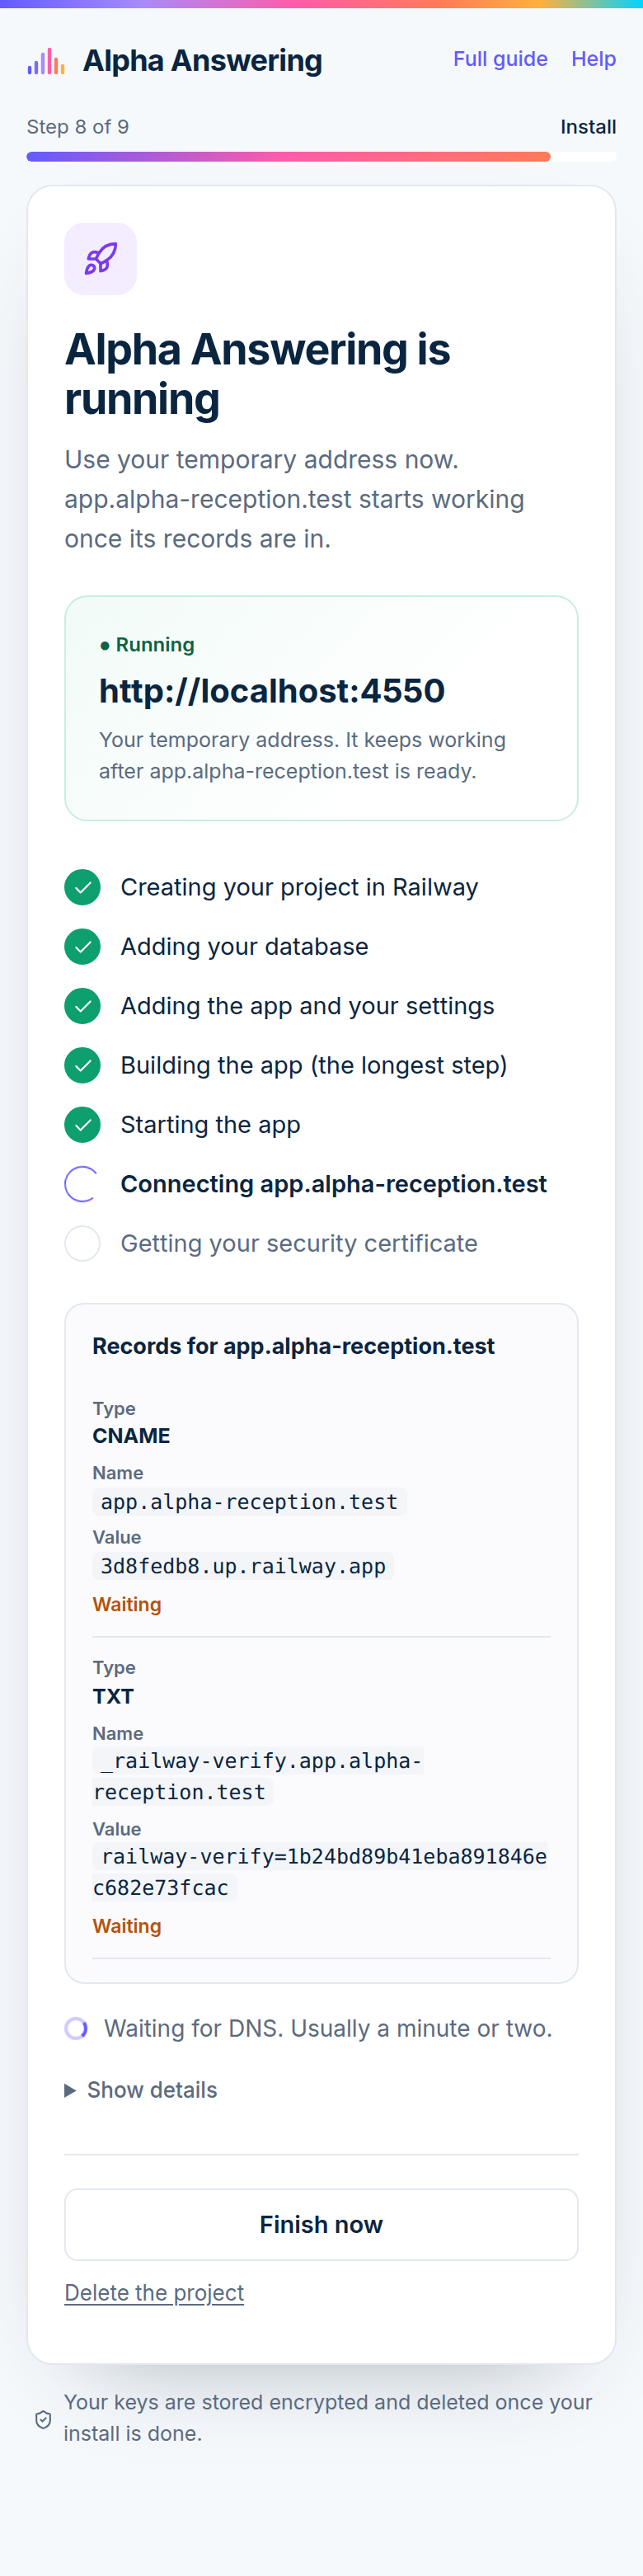 Alpha Answering
Full guide
Help
Step 8 of 9
Install
Alpha Answering is
running
Use your temporary address now.
app.alpha-reception.test starts working
once its records are in.
● Running
http://localhost:4550
Your temporary address. It keeps working
after app.alpha-reception.test is ready.
Creating your project in Railway
Adding your database
Adding the app and your settings
Building the app (the longest step)
Starting the app
Connecting app.alpha-reception.test
Getting your security certificate
Records for app.alpha-reception.test
Type
CNAME
Name
app.alpha-reception.test
Value
3d8fedb8.up.railway.app
Waiting
Type
TXT
Name
_railway-verify.app.alpha-
reception.test
Value
railway-verify=1b24bd89b41eba891846e
c682e73fcac
Waiting
Waiting for DNS. Usually a minute or two.
Show details
Finish now
Delete the project
Your keys are stored encrypted and deleted once your
install is done.